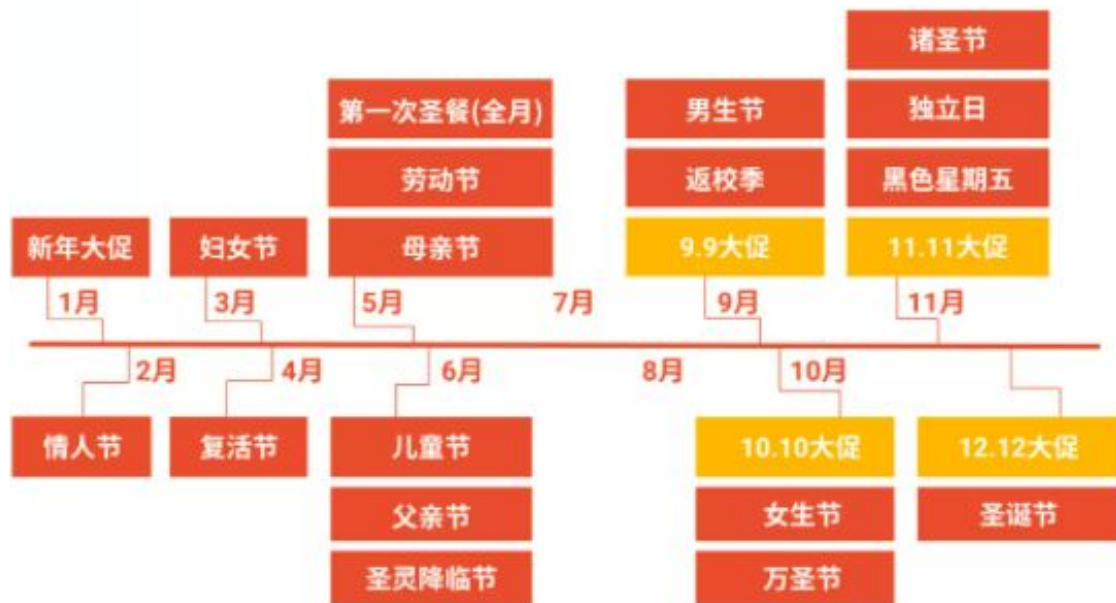 诸圣节
第一次圣餐(全月)
男生节
独立日
劳动节
返校季
黑色星期五
新年大促
妇女节
母亲节
9.9大促
11.11大促
1月
3月
5月
7月
9月
11月
2月
4月
6月
8月
10月
情人节
复活节
儿童节
10.10大促
12.12大促
父亲节
女生节
圣诞节
圣灵降临节
万圣节